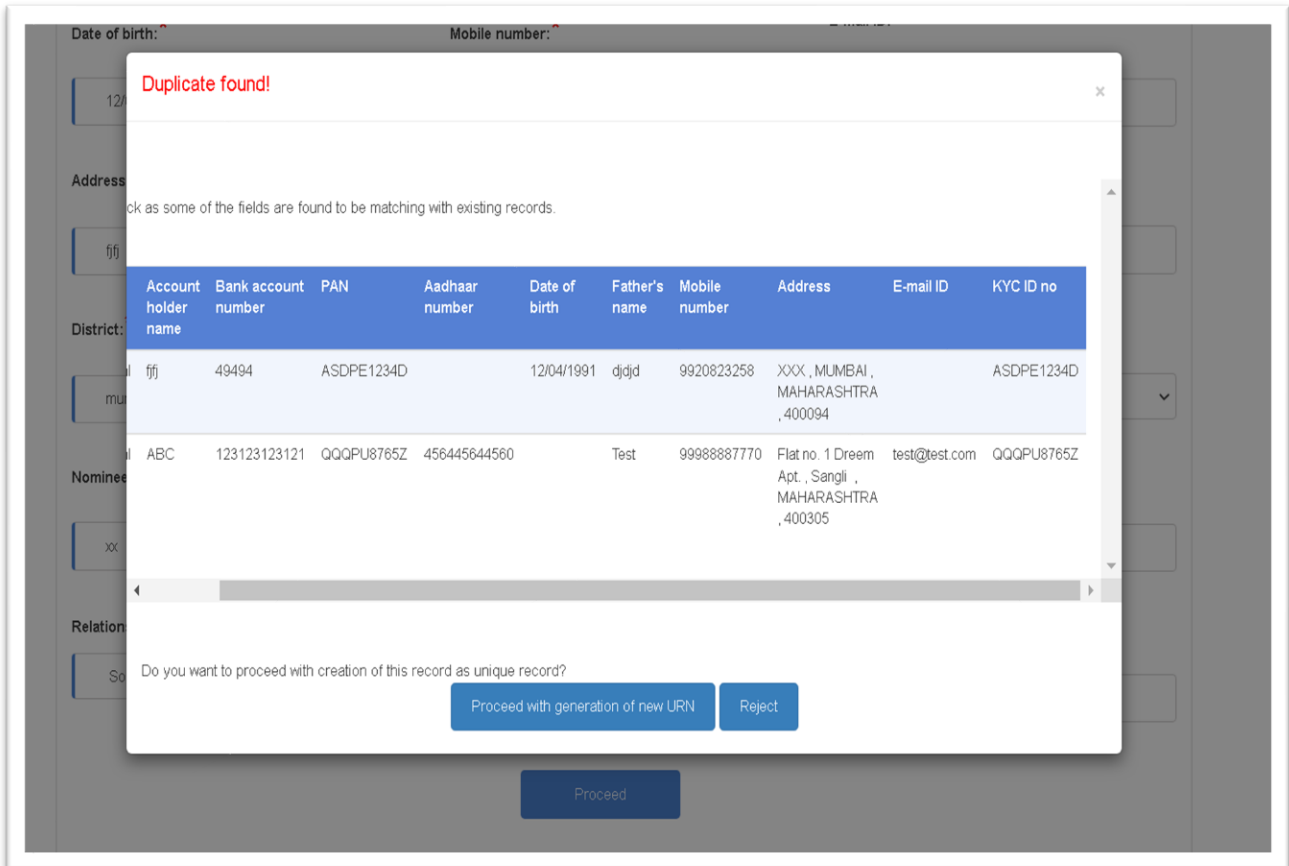 Date of birth:* Mobile number:*
Duplicate found! ×
12/
Address
ck as some of the fields are found to be matching with existing records.
fjfj
Account holder name Bank account number PAN Aadhaar number Date of birth Father's name Mobile number Address E-mail ID KYC ID no
District:
fjfj 49494 ASDPE1234D 12/04/1991 djdjd 9920823258 XXX , MUMBAI , MAHARASHTRA , 400094 ASDPE1234D
mu
ABC 123123123121 QQQPU8765Z 456445644560 Test 99988887770 Flat no. 1 Dreem Apt. , Sangli , MAHARASHTRA , 400305 test@test.com QQQPU8765Z
Nominee
xx
Relation
So
Do you want to proceed with creation of this record as unique record?
Proceed with generation of new URN Reject
Proceed